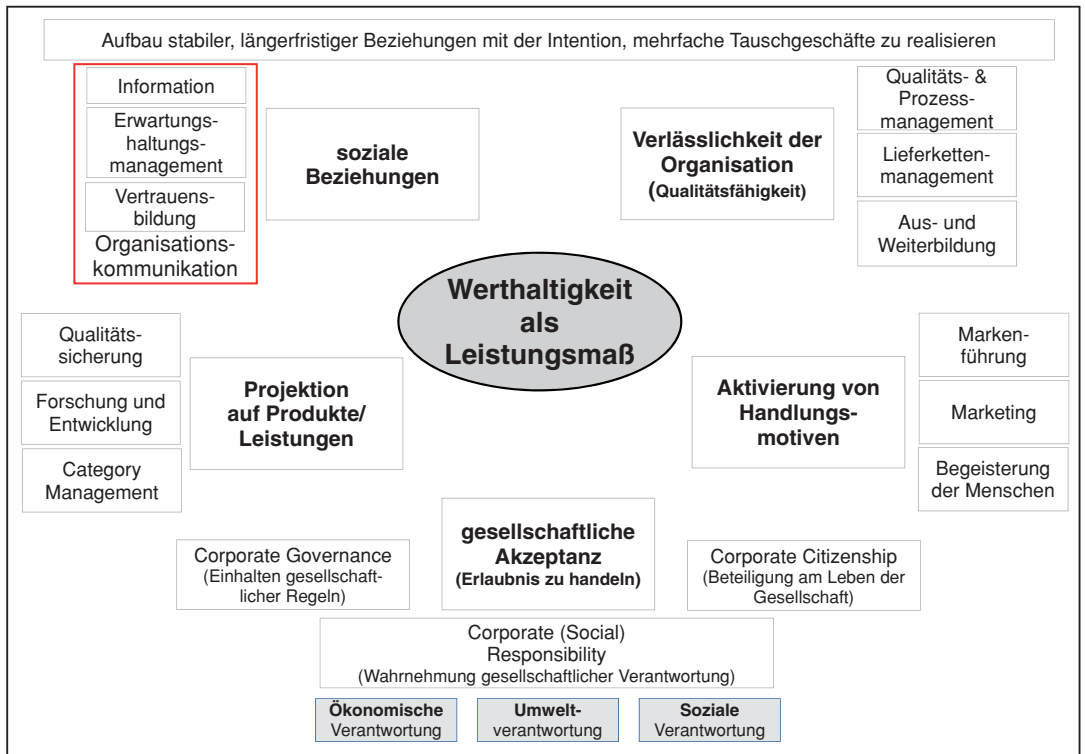 Aufbau stabiler, längerfristiger Beziehungen mit der Intention, mehrfache Tauschgeschäfte zu realisieren
Information
Erwartungs-
haltungs-
management
Vertrauens-
bildung
Organisations-
kommunikation
soziale
Beziehungen
Verlässlichkeit der
Organisation
(Qualitätsfähigkeit)
Qualitäts- &
Prozess-
management
Lieferketten-
management
Aus- und
Weiterbildung
Werthaltigkeit
als
Leistungsmaß
Qualitäts-
sicherung
Forschung und
Entwicklung
Category
Management
Projektion
auf Produkte/
Leistungen
Aktivierung von
Handlungs-
motiven
Marken-
führung
Marketing
Begeisterung
der Menschen
gesellschaftliche
Akzeptanz
(Erlaubnis zu handeln)
Corporate Governance
(Einhalten gesellschaft-
licher Regeln)
Corporate Citizenship
(Beteiligung am Leben der
Gesellschaft)
Corporate (Social)
Responsibility
(Wahrnehmung gesellschaftlicher Verantwortung)
Ökonomische
Verantwortung
Umwelt-
verantwortung
Soziale
Verantwortung